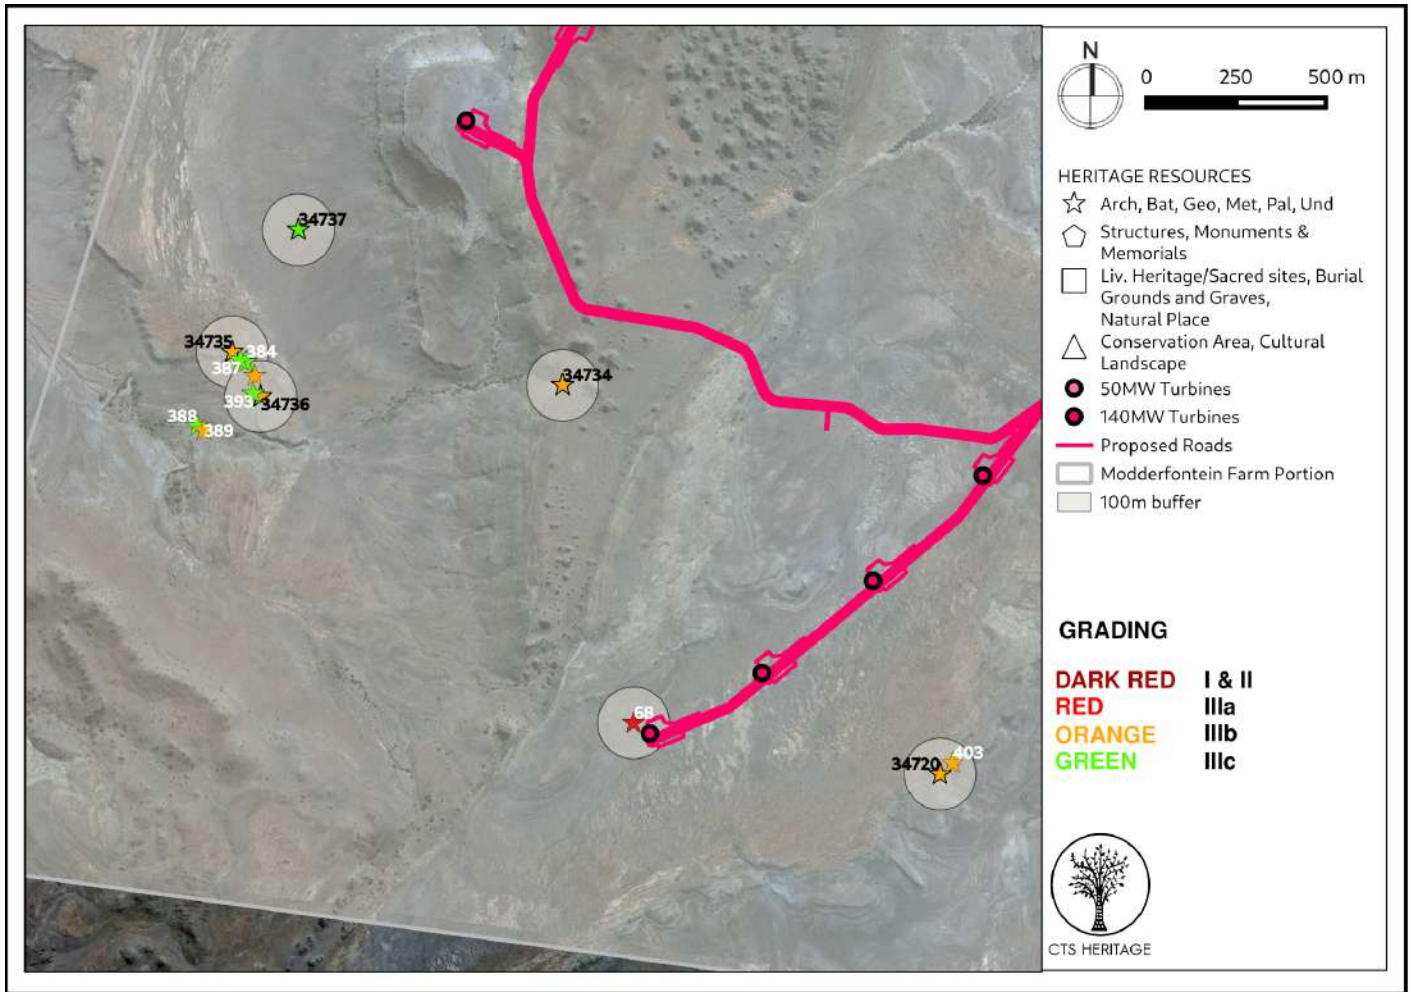 34737
34735
384
387
393
34736
388
389
34734
68
403
34720
N
0 250 500 m
HERITAGE RESOURCES
Arch, Bat, Geo, Met, Pal, Und
Structures, Monuments &
Memorials
Liv. Heritage/Sacred sites, Burial
Grounds and Graves,
Natural Place
Conservation Area, Cultural
Landscape
50MW Turbines
140MW Turbines
Proposed Roads
Modderfontein Farm Portion
100m buffer
GRADING
DARK RED I & II
RED IIIa
ORANGE IIIb
GREEN IIIc
CTS HERITAGE